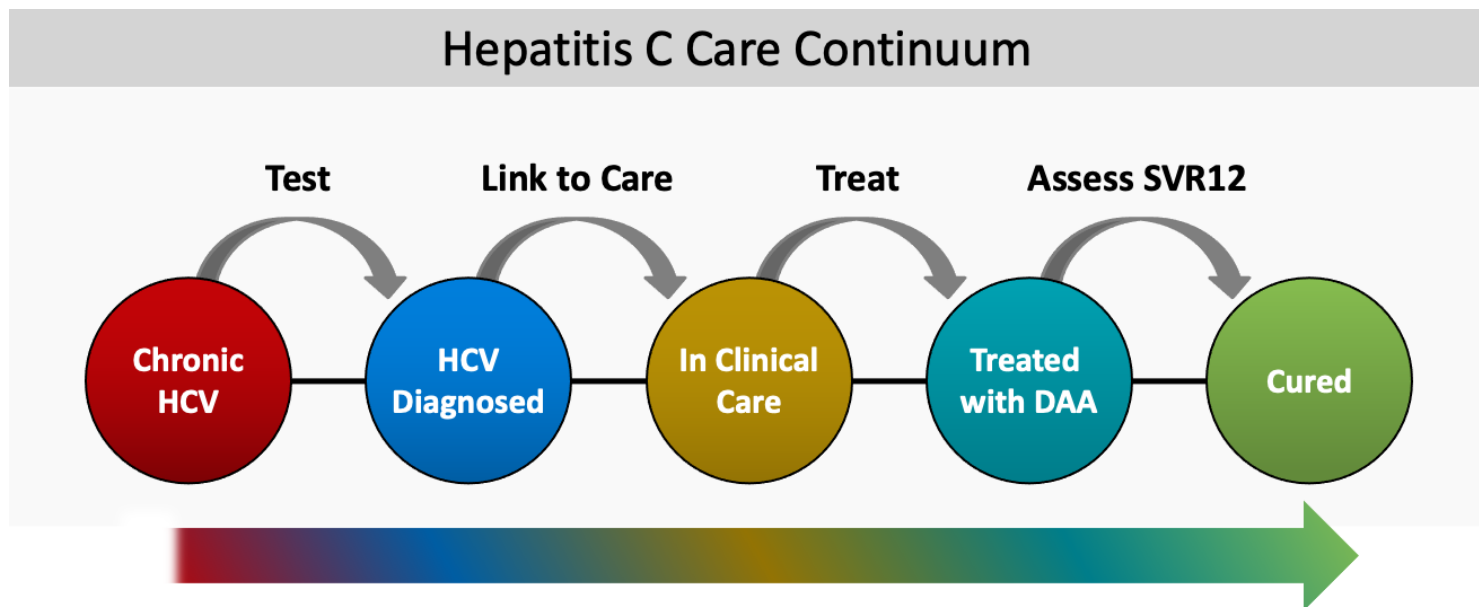 Hepatitis C Care Continuum
Test
Link to Care
Treat
Assess SVR12
Chronic
HCV
HCV
Diagnosed
In Clinical
Care
Treated
with DAA
Cured